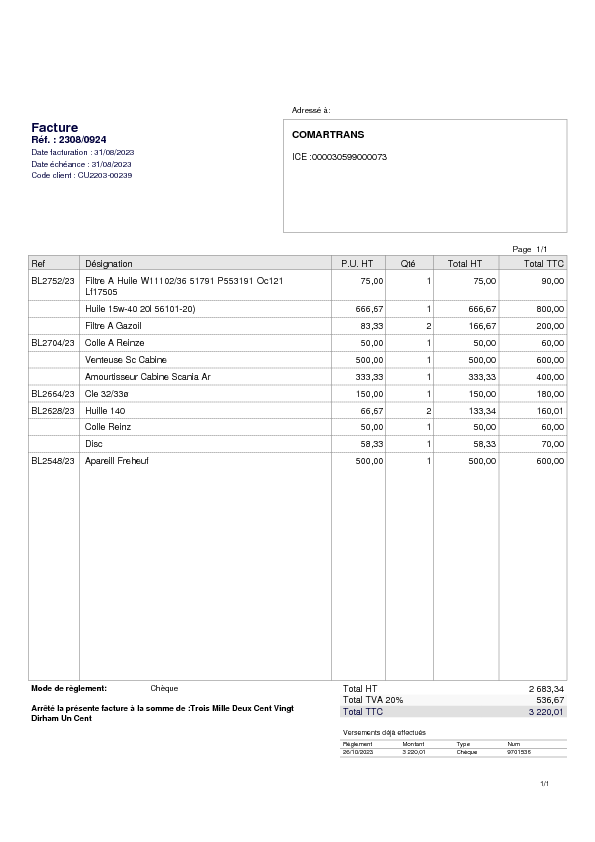 Adressé à:
Facture
Réf. : 2308/0924
Date facturation : 31/08/2023
Date échéance : 31/08/2023
Code client : CU2203-00239
COMARTRANS
ICE :000030599000073
Page 1/1
Ref Désignation P.U. HT Qté Total HT Total TTC
BL2752/23 Filtre A Huile W11102/36 51791 P553191 Oc121 75,00 1 75,00 90,00
Lf17505
Huile 15w-40 20l 56101-20) 666,67 1 666,67 800,00
Filtre A Gazoil 83,33 2 166,67 200,00
BL2704/23 Colle A Reinze 50,00 1 50,00 60,00
Venteuse Sc Cabine 500,00 1 500,00 600,00
Amourtisseur Cabine Scania Ar 333,33 1 333,33 400,00
BL2664/23 Cle 32/33ø 150,00 1 150,00 180,00
BL2628/23 Huille 140 66,67 2 133,34 160,01
Colle Reinz 50,00 1 50,00 60,00
Disc 58,33 1 58,33 70,00
BL2548/23 Apareill Freheuf 500,00 1 500,00 600,00
Mode de règlement: Chèque
Total HT 2 683,34
Total TVA 20% 536,67
Total TTC 3 220,01
Arrêté la présente facture à la somme de :Trois Mille Deux Cent Vingt
Dirham Un Cent
Versements déjà effectués
Règlement Montant Type Num
26/10/2023 3 220,01 Chèque 9701538
1/1